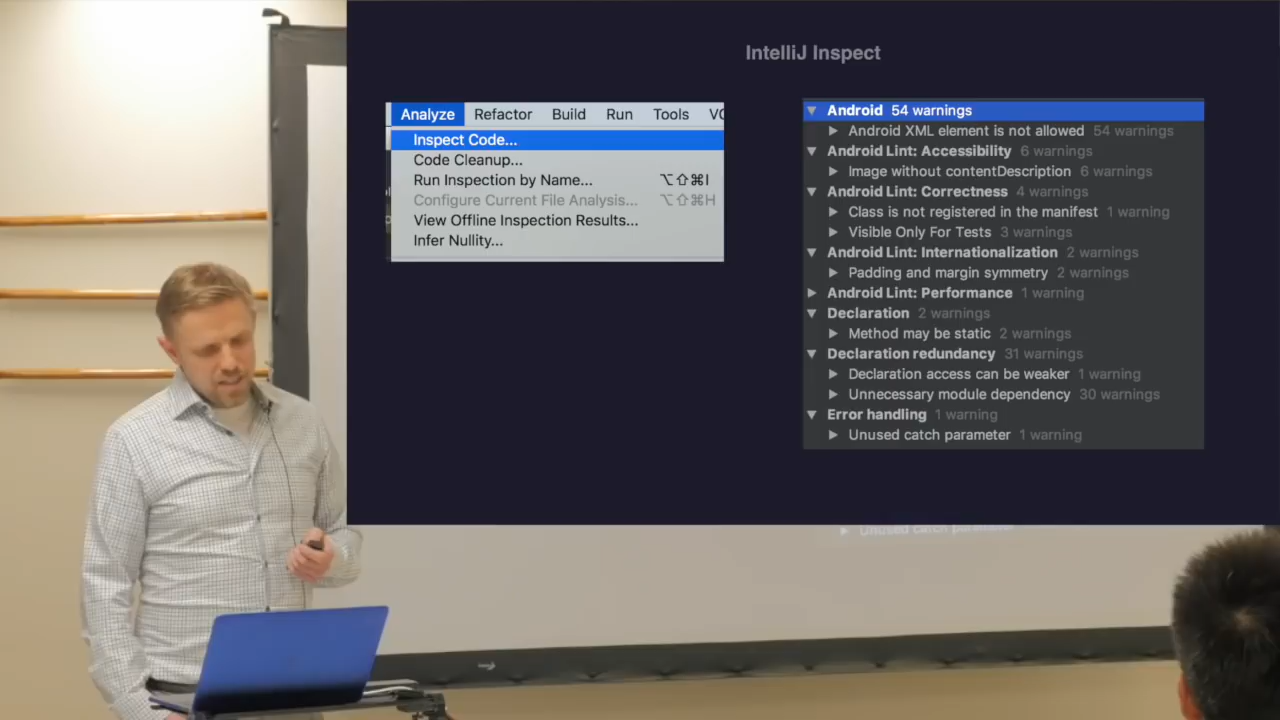 IntelliJ Inspect
Analyze Refactor Build Run Tools VC
Inspect Code...
Code Cleanup...
Run Inspection by Name... ⌥⇧⌘I
Configure Current File Analysis... ⌥⇧⌘H
View Offline Inspection Results...
Infer Nullity...
Android 54 warnings
Android XML element is not allowed 54 warnings
Android Lint: Accessibility 6 warnings
Image without contentDescription 6 warnings
Android Lint: Correctness 4 warnings
Class is not registered in the manifest 1 warning
Visible Only For Tests 3 warnings
Android Lint: Internationalization 2 warnings
Padding and margin symmetry 2 warnings
Android Lint: Performance 1 warning
Declaration 2 warnings
Method may be static 2 warnings
Declaration redundancy 31 warnings
Declaration access can be weaker 1 warning
Unnecessary module dependency 30 warnings
Error handling 1 warning
Unused catch parameter 1 warning
Unused catch parameter